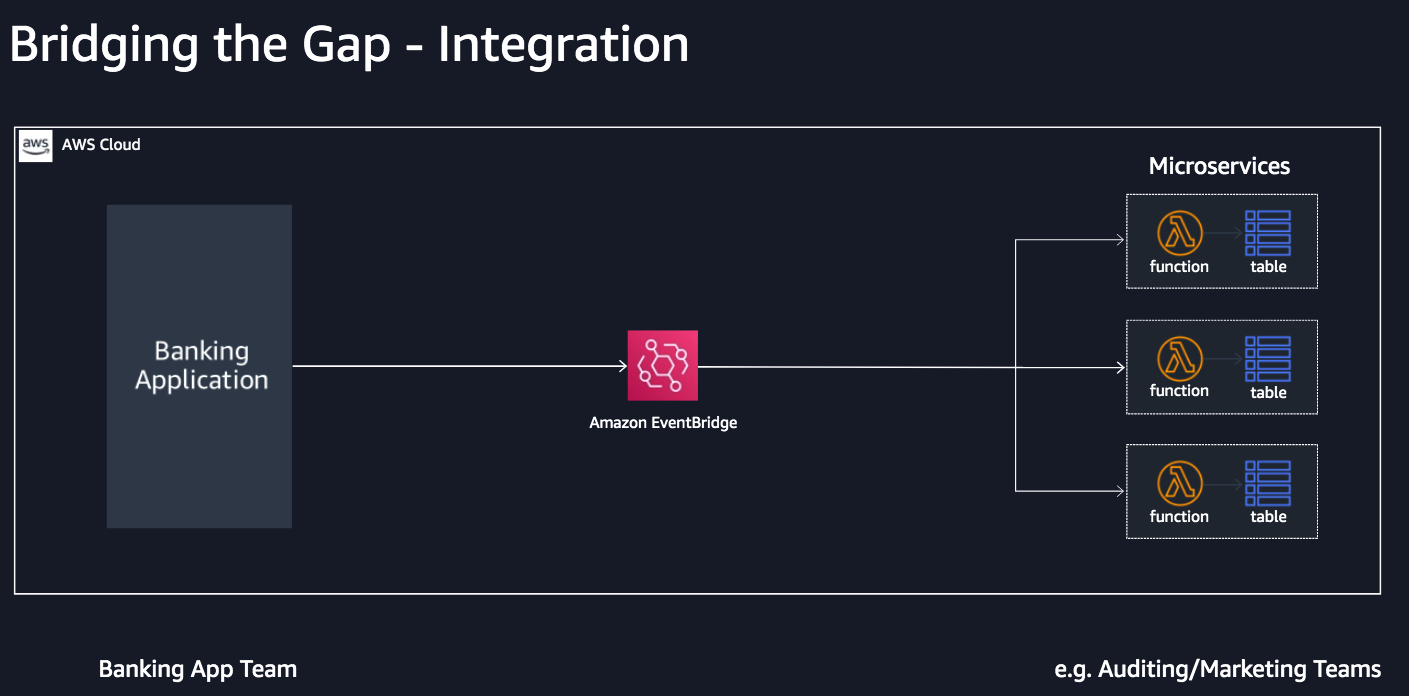 Bridging the Gap - Integration
aws
AWS Cloud
Microservices
function
table
Banking
Application
Amazon EventBridge
function
table
function
table
Banking App Team
e.g. Auditing/Marketing Teams